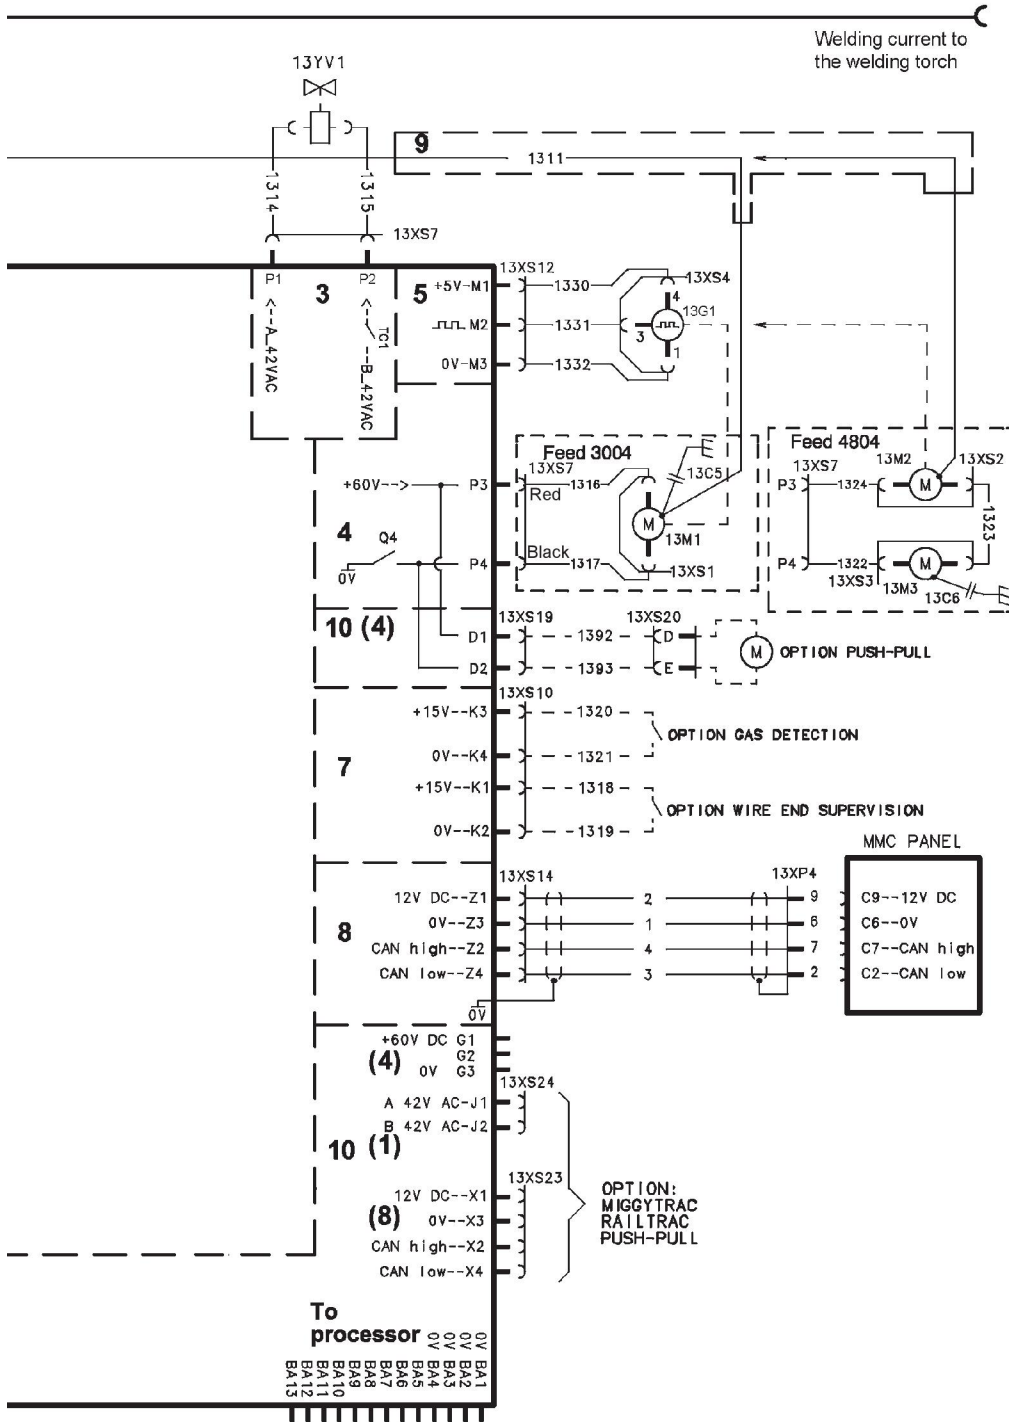 Welding current to
the welding torch
13YV1
9
1311
1314
1315
13XS7
P1
3
P2
5
<--A_42VAC
<-- TC1 --B_42VAC
13XS12
+5V-M1
1330
13XS4
4
M2
1331
3
13G1
0V-M3
1332
1
Feed 3004
13XS7
13C5
+60V-->
P3
1316
Red
M
13M1
4
Q4
0V
P4
Black
1317
13XS1
Feed 4804
13XS7
13M2
13XS2
P3
1324
M
1323
P4
1322
M
13XS3
13M3
13C6
10 (4)
13XS19
13XS20
D1
1392
D
D2
1393
E
M
OPTION PUSH-PULL
13XS10
+15V--K3
1320
OPTION GAS DETECTION
7
0V--K4
1321
+15V--K1
1318
OPTION WIRE END SUPERVISION
0V--K2
1319
MMC PANEL
13XS14
13XP4
12V DC--Z1
2
9
C9--12V DC
8
0V--Z3
1
6
C6--0V
CAN high--Z2
4
7
C7--CAN high
CAN low--Z4
3
2
C2--CAN low
0V
+60V DC G1
(4)
G2
0V G3
13XS24
A 42V AC-J1
B 42V AC-J2
10 (1)
13XS23
12V DC--X1
(8)
0V--X3
CAN high--X2
CAN low--X4
OPTION:
MIGGYTRAC
RAILTRAC
PUSH-PULL
To
processor
0V
0V
0V
0V
BA13
BA12
BA11
BA10
BA9
BA8
BA7
BA6
BA5
BA4
BA3
BA2
BA1